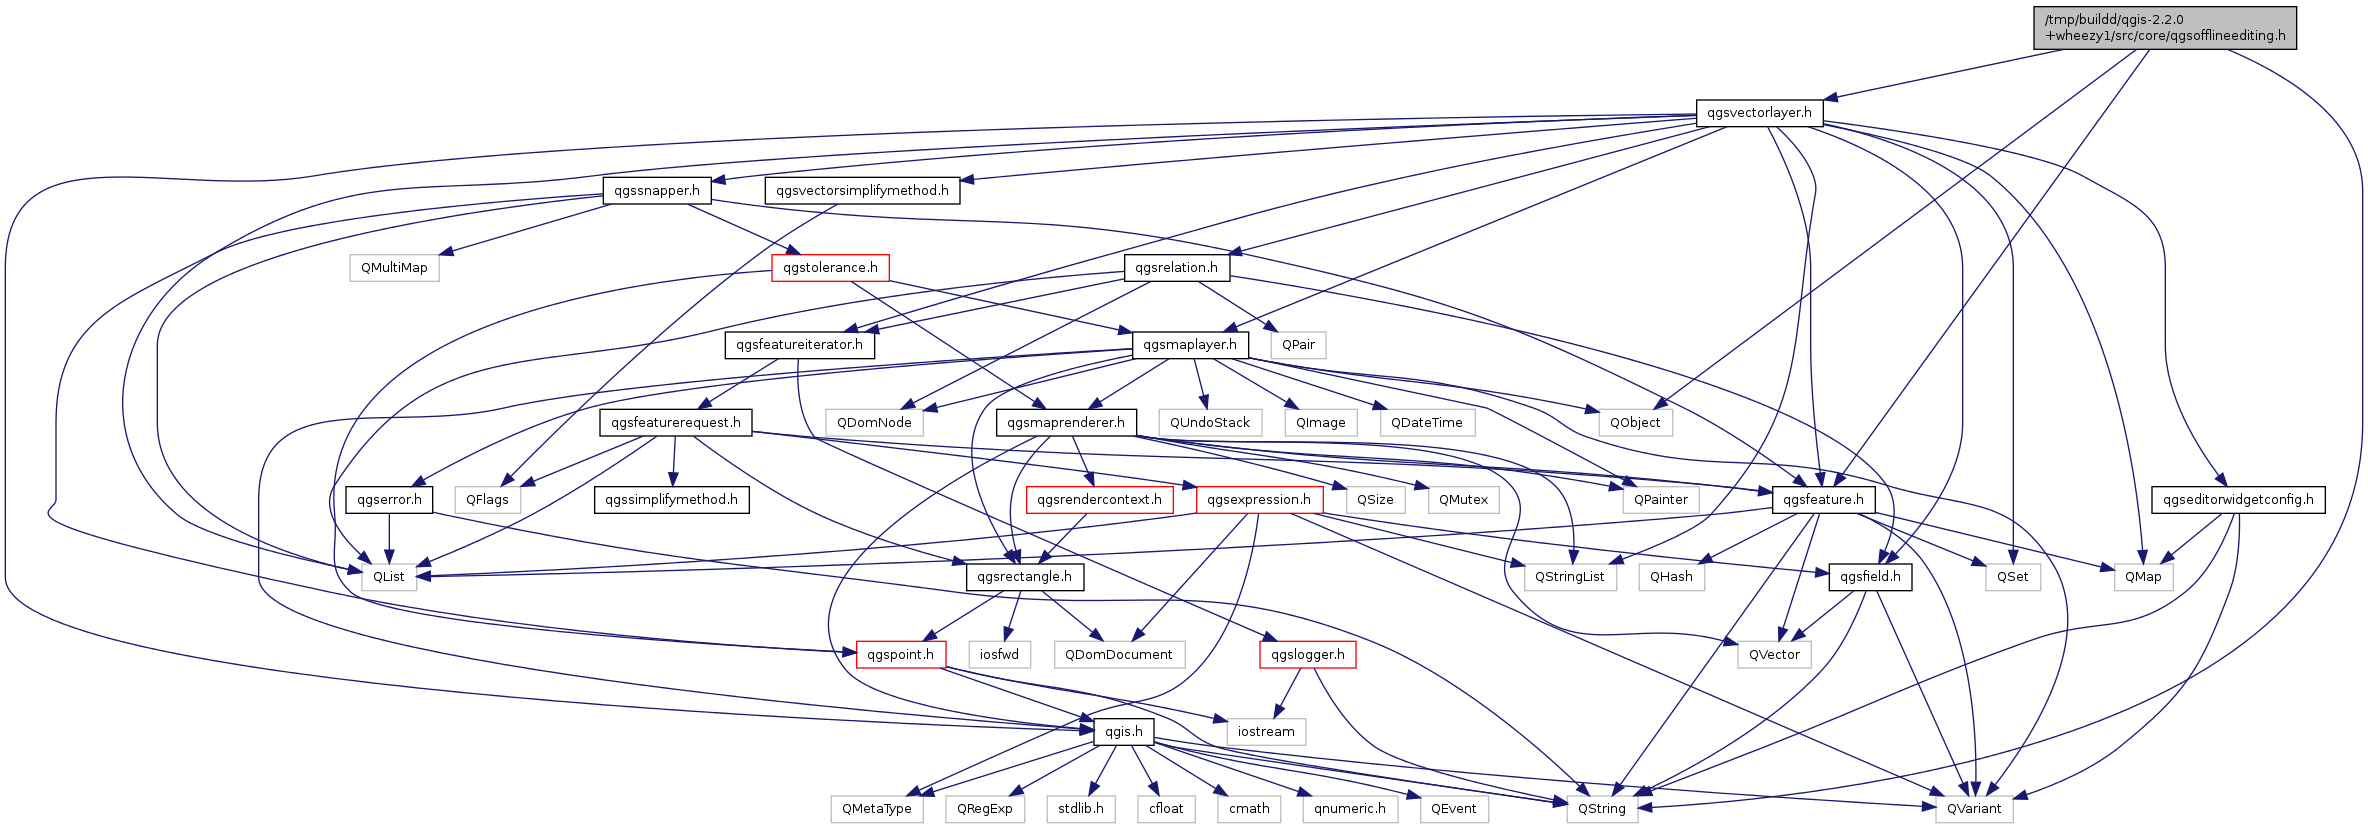 /tmp/buildd/qgis-2.2.0
+wheezy1/src/core/qgsofflineediting.h
qgsvectorlayer.h
qgssnapper.h
qgsvectorsimplifymethod.h
QMultiMap
qgstolerance.h
qgsrelation.h
qgsfeatureiterator.h
qgsmaplayer.h
QPair
qgsfeaturerequest.h
QDomNode
qgsmaprenderer.h
QUndoStack
QImage
QDateTime
QObject
qgserror.h
QFlags
qgssimplifymethod.h
qgsrendercontext.h
qgsexpression.h
QSize
QMutex
QPainter
qgsfeature.h
qgseditorwidgetconfig.h
QList
qgsrectangle.h
QStringList
QHash
qgsfield.h
QSet
QMap
qgspoint.h
iosfwd
QDomDocument
qgslogger.h
QVector
qgis.h
iostream
QMetaType
QRegExp
stdlib.h
cfloat
cmath
qnumeric.h
QEvent
QString
QVariant